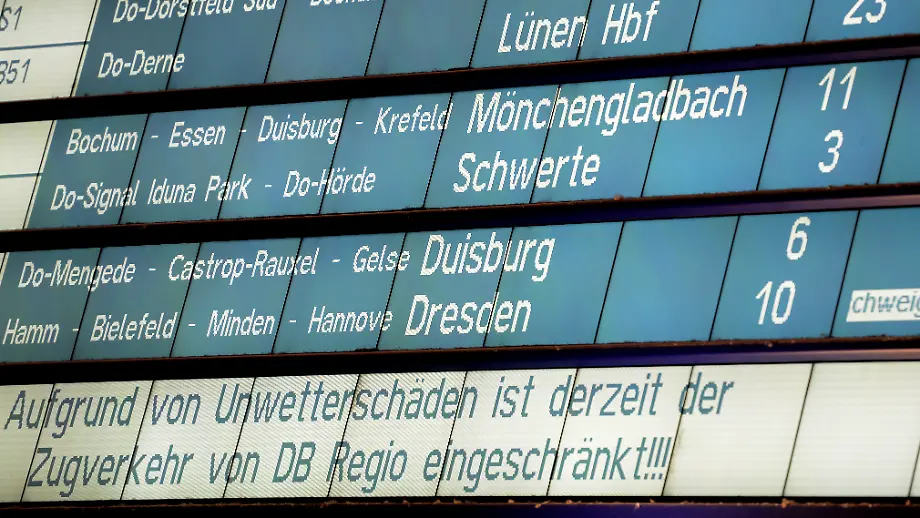 S1 Do-Dorstfeld Süd
Lünen Hbf 23
851 Do-Derne
Bochum - Essen - Duisburg - Krefeld Mönchengladbach 11
Do-Signal Iduna Park - Do-Hörde Schwerte 3
Do-Mengede - Castrop-Rauxel - Gelse Duisburg 6
Hamm - Bielefeld - Minden - Hannove Dresden 10 chweig
Aufgrund von Unwetterschäden ist derzeit der
Zugverkehr von DB Regio eingeschränkt!!!